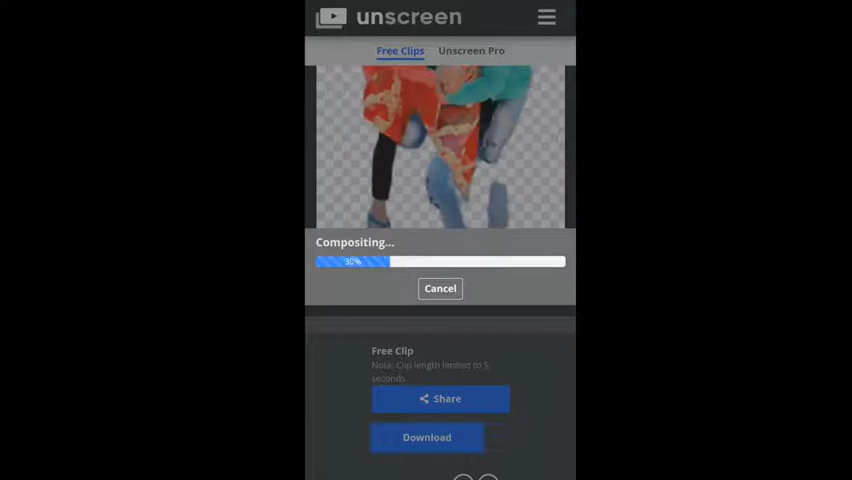 unscreen
Free Clips Unscreen Pro
Compositing...
30%
Cancel
Free Clip
Note: Clip length limited to 5
seconds.
Share
Download